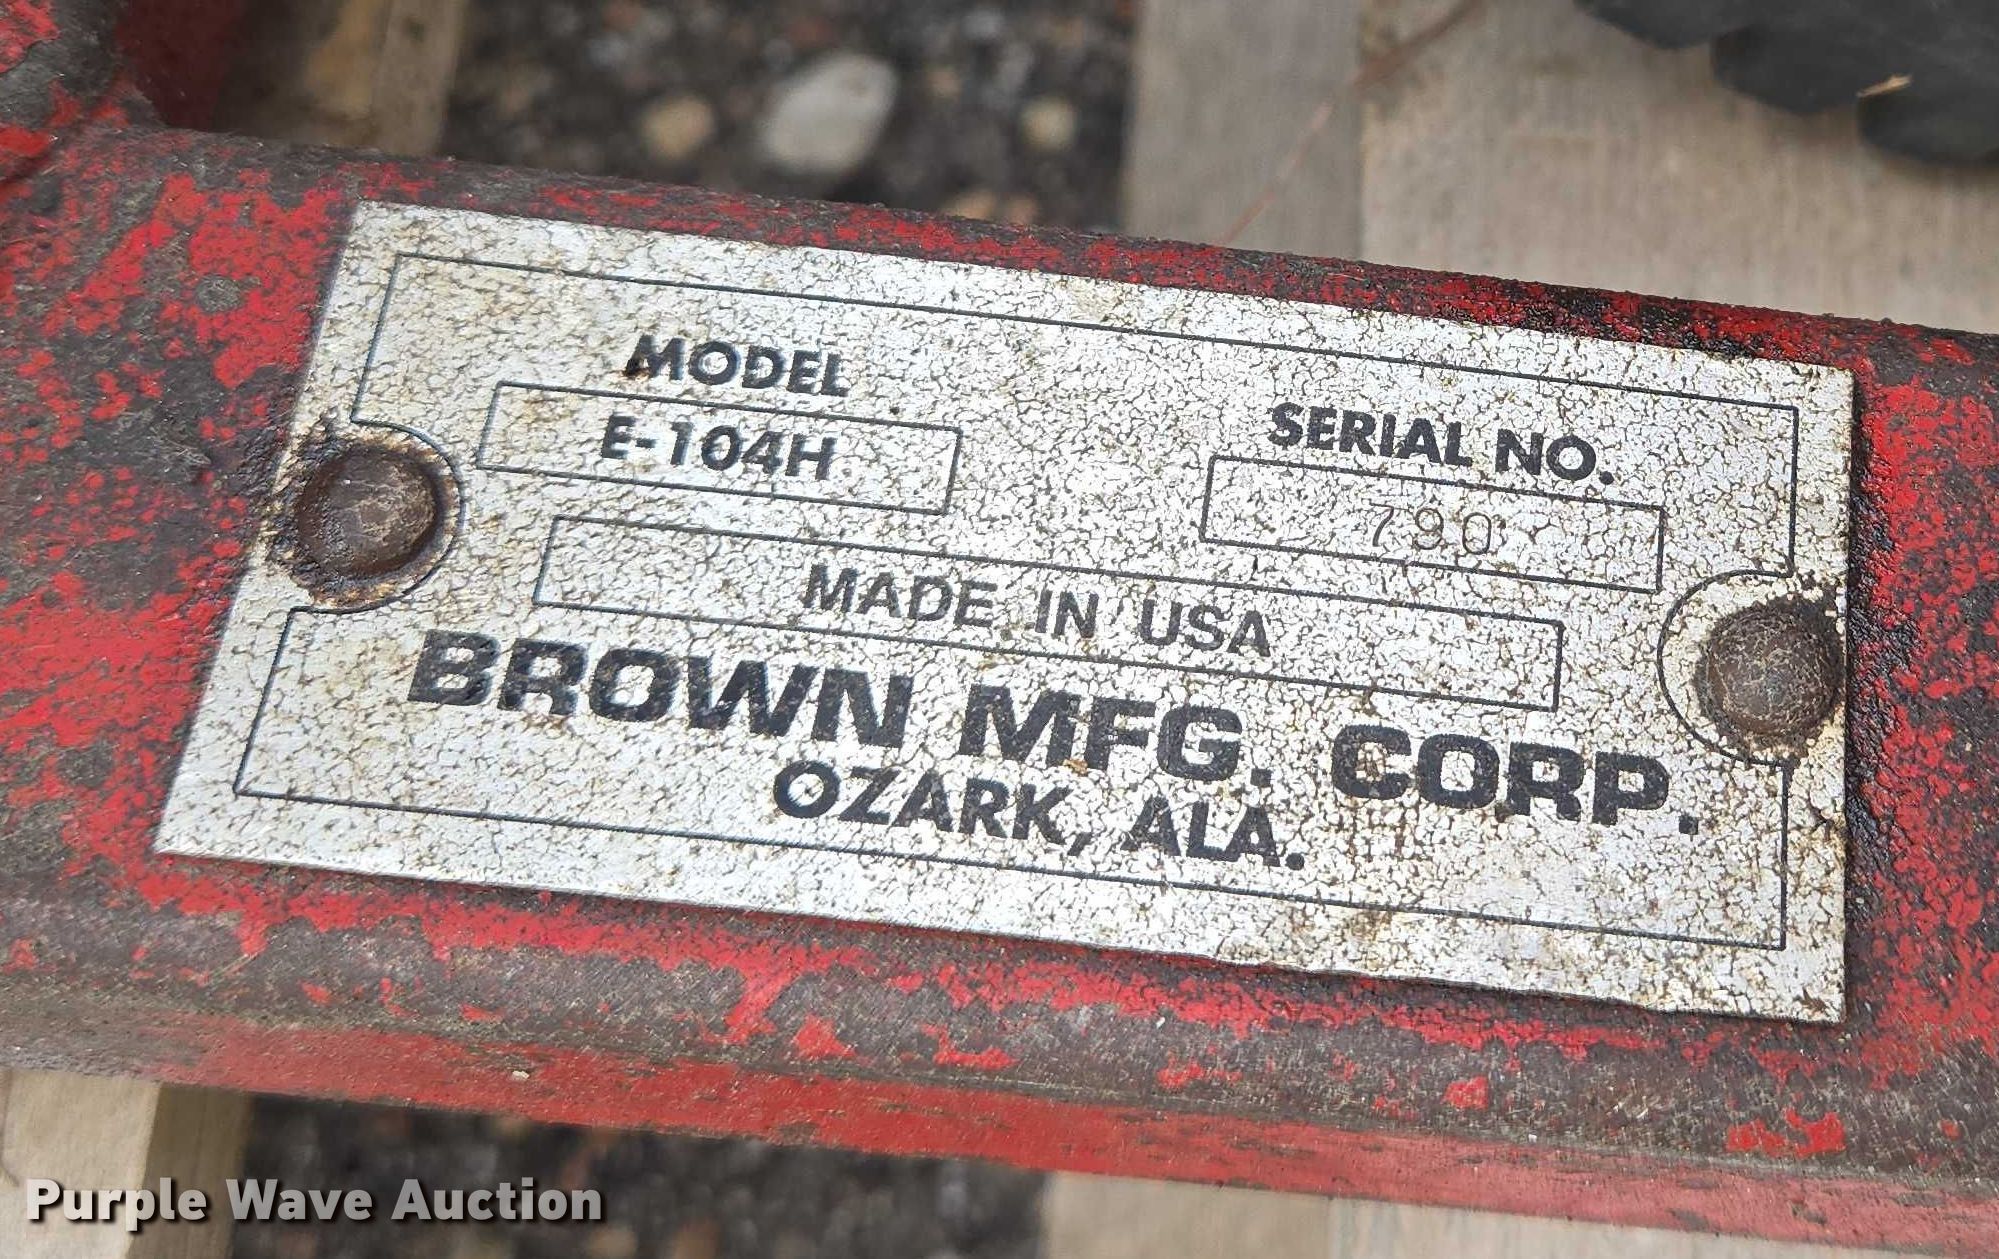 MODEL
E-104H
SERIAL NO.
790
MADE IN USA
BROWN MFG. CORP.
OZARK, ALA.
Purple Wave Auction